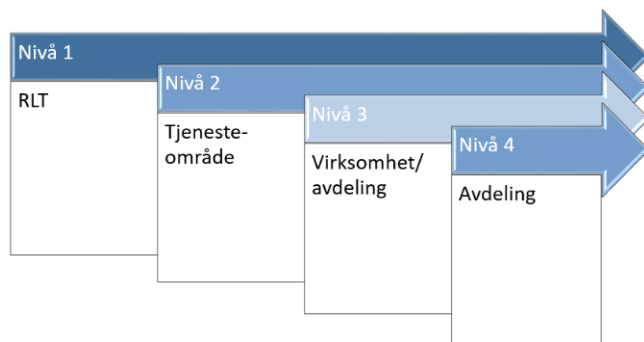 Nivå 1
RLT
Nivå 2
Tjeneste-
område
Nivå 3
Virksomhet/
avdeling
Nivå 4
Avdeling